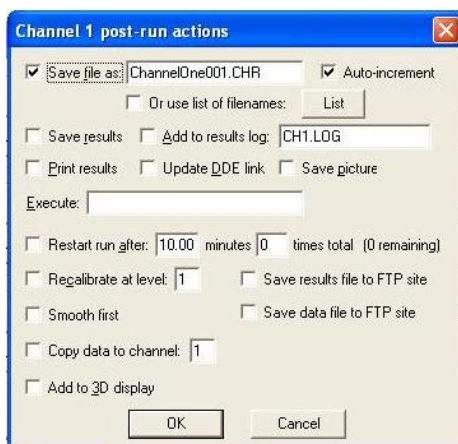 Channel 1 post-run actions
Save file as: ChannelOne001.CHR Auto-increment
Or use list of filenames: List
Save results Add to results log: CH1.LOG
Print results Update DDE link Save picture
Execute:
Restart run after: 10.00 minutes 0 times total (0 remaining)
Recalibrate at level: 1 Save results file to FTP site
Smooth first Save data file to FTP site
Copy data to channel: 1
Add to 3D display
OK Cancel